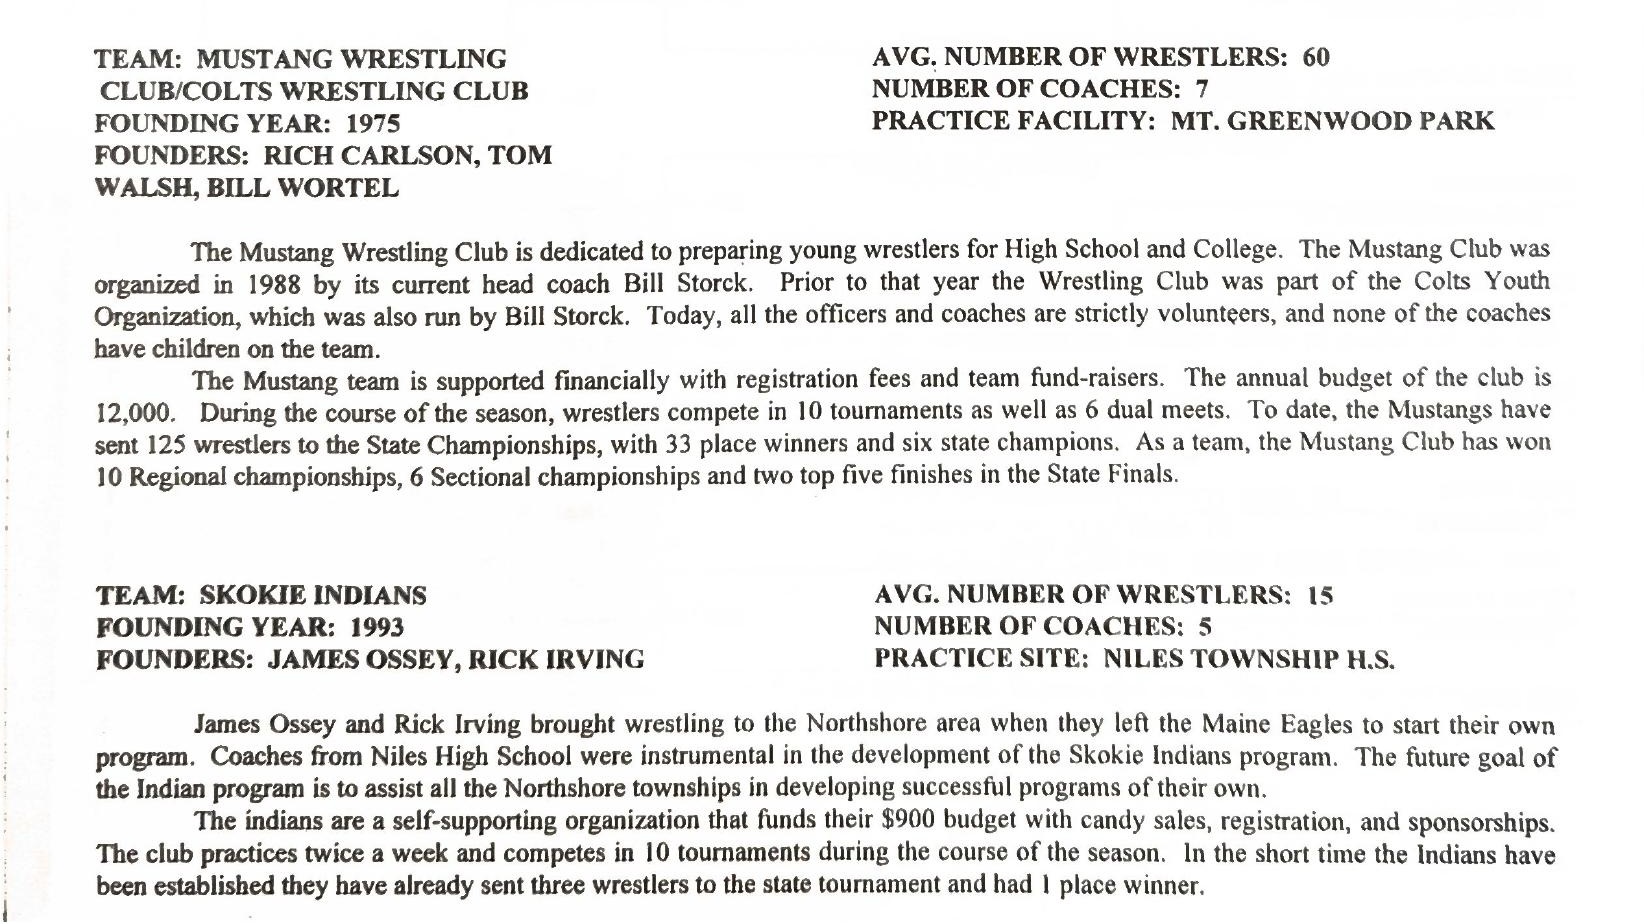 TEAM: MUSTANG WRESTLING
CLUB/COLTS WRESTLING CLUB
FOUNDING YEAR: 1975
FOUNDERS: RICH CARLSON, TOM
WALSH, BILL WORTEL
AVG. NUMBER OF WRESTLERS: 60
NUMBER OF COACHES: 7
PRACTICE FACILITY: MT. GREENWOOD PARK
The Mustang Wrestling Club is dedicated to preparing young wrestlers for High School and College. The Mustang Club was
organized in 1988 by its current head coach Bill Storck. Prior to that year the Wrestling Club was part of the Colts Youth
Organization, which was also run by Bill Storck. Today, all the officers and coaches are strictly volunteers, and none of the coaches
have children on the team.
The Mustang team is supported financially with registration fees and team fund-raisers. The annual budget of the club is
12,000. During the course of the season, wrestlers compete in 10 tournaments as well as 6 dual meets. To date, the Mustangs have
sent 125 wrestlers to the State Championships, with 33 place winners and six state champions. As a team, the Mustang Club has won
10 Regional championships, 6 Sectional championships and two top five finishes in the State Finals.
TEAM: SKOKIE INDIANS
FOUNDING YEAR: 1993
FOUNDERS: JAMES OSSEY, RICK IRVING
AVG. NUMBER OF WRESTLERS: 15
NUMBER OF COACHES: 5
PRACTICE SITE: NILES TOWNSHIP H.S.
James Ossey and Rick Irving brought wrestling to the Northshore area when they left the Maine Eagles to start their own
program. Coaches from Niles High School were instrumental in the development of the Skokie Indians program. The future goal of
the Indian program is to assist all the Northshore townships in developing successful programs of their own.
The indians are a self-supporting organization that funds their $900 budget with candy sales, registration, and sponsorships.
The club practices twice a week and competes in 10 tournaments during the course of the season. In the short time the Indians have
been established they have already sent three wrestlers to the state tournament and had 1 place winner.